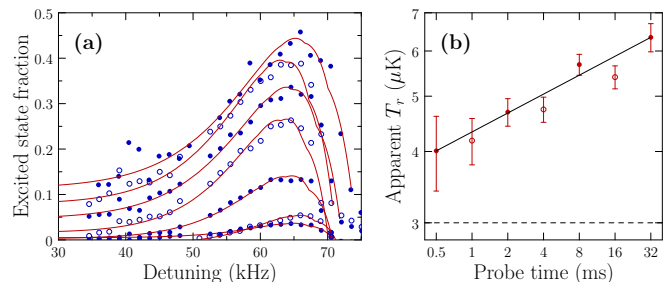 (a)
Excited state fraction
0.5
0.4
0.3
0.2
0.1
0
30 40 50 60 70
Detuning (kHz)
(b)
Apparent Tᵣ (μK)
7
6
5
4
3
0.5 1 2 4 8 16 32
Probe time (ms)